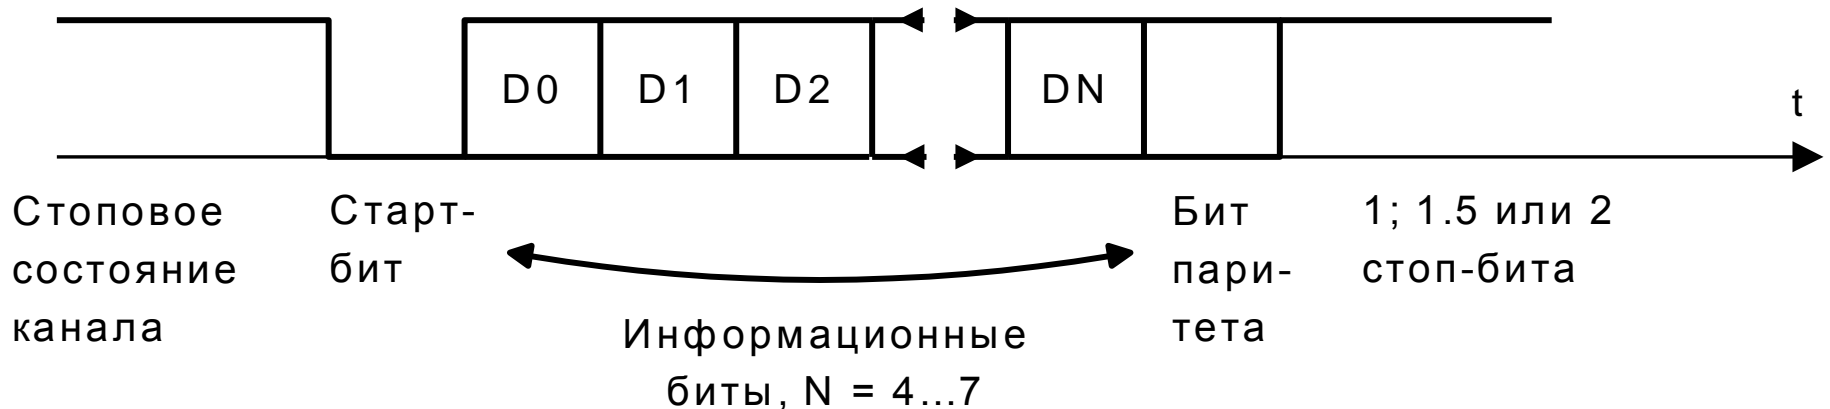 D0 D1 D2 DN
t
Стоповое
состояние
канала
Старт-
бит
Информационные
биты, N = 4...7
Бит
пари-
тета
1; 1.5 или 2
стоп-бита